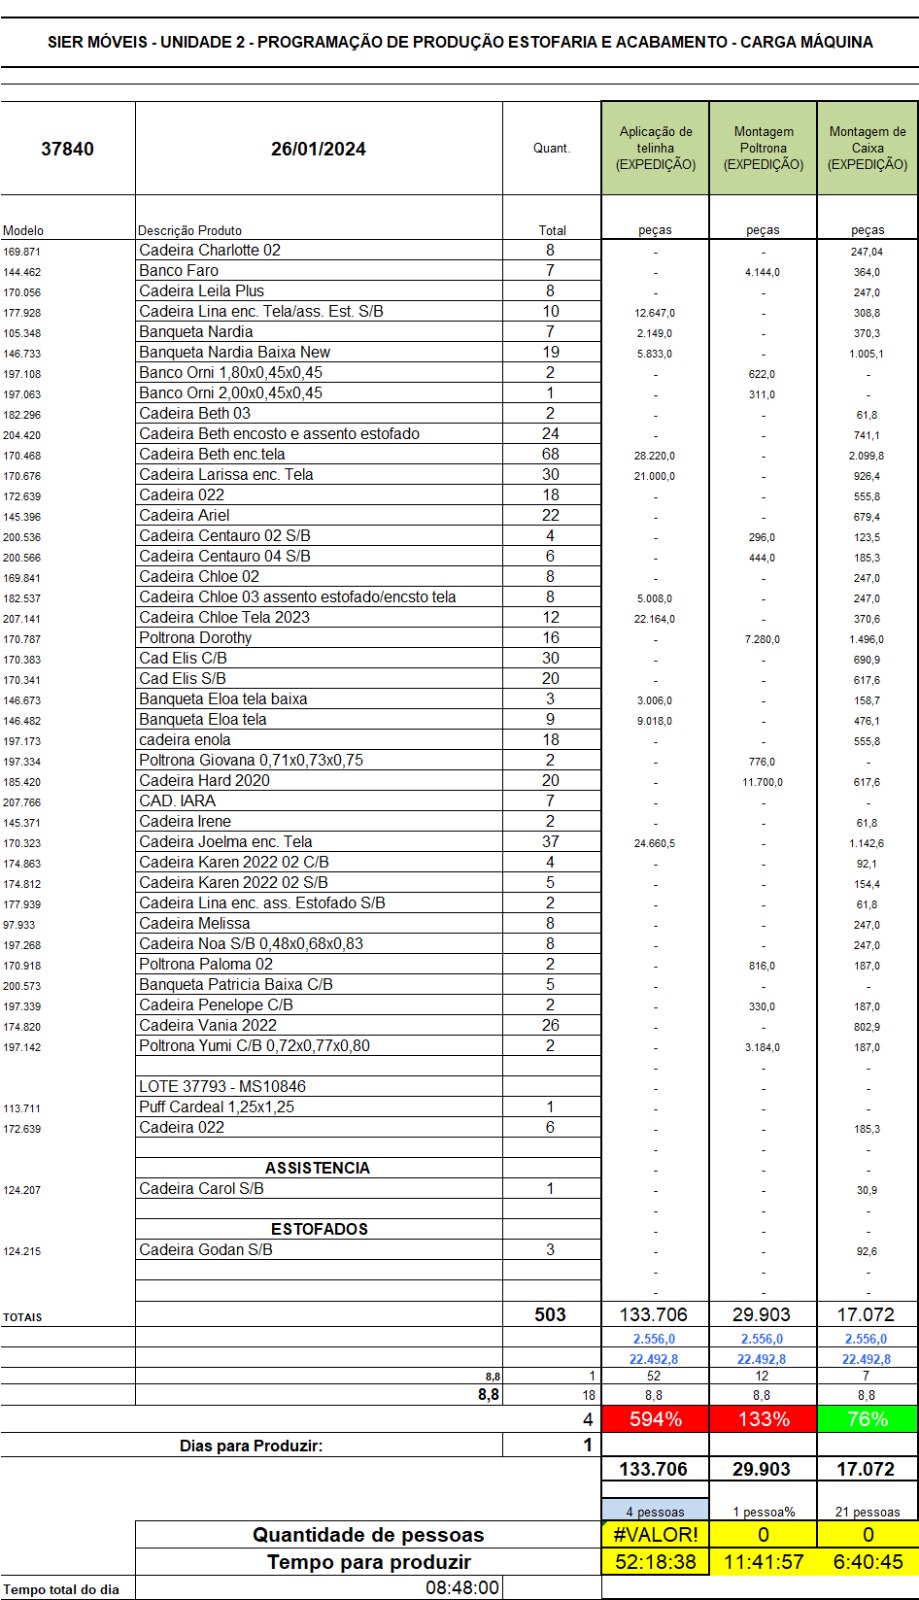 SIER MÓVEIS - UNIDADE 2 - PROGRAMAÇÃO DE PRODUÇÃO ESTOFARIA E ACABAMENTO - CARGA MÁQUINA
37840 26/01/2024 Quant. Aplicação de telinha (EXPEDIÇÃO) Montagem Poltrona (EXPEDIÇÃO) Montagem de Caixa (EXPEDIÇÃO)
Modelo Descrição Produto Total peças peças peças
169.871 Cadeira Charlotte 02 8 - - 247,04
144.462 Banco Faro 7 - 4.144,0 364,0
170.056 Cadeira Leila Plus 8 - - 247,0
177.928 Cadeira Lina enc. Tela/ass. Est. S/B 10 12.647,0 - 308,8
105.348 Banqueta Nardia 7 2.149,0 - 370,3
146.733 Banqueta Nardia Baixa New 19 5.833,0 - 1.005,1
197.108 Banco Orni 1,80x0,45x0,45 2 - 622,0 -
197.063 Banco Orni 2,00x0,45x0,45 1 - 311,0 -
182.296 Cadeira Beth 03 2 - - 61,8
204.420 Cadeira Beth encosto e assento estofado 24 - - 741,1
170.468 Cadeira Beth enc.tela 68 28.220,0 - 2.099,8
170.676 Cadeira Larissa enc. Tela 30 21.000,0 - 926,4
172.639 Cadeira 022 18 - - 555,8
145.396 Cadeira Ariel 22 - - 679,4
200.536 Cadeira Centauro 02 S/B 4 - 296,0 123,5
200.566 Cadeira Centauro 04 S/B 6 - 444,0 185,3
169.841 Cadeira Chloe 02 8 - - 247,0
182.537 Cadeira Chloe 03 assento estofado/encsto tela 8 5.008,0 - 247,0
207.141 Cadeira Chloe Tela 2023 12 22.164,0 - 370,6
170.787 Poltrona Dorothy 16 - 7.280,0 1.496,0
170.383 Cad Elis C/B 30 - - 690,9
170.341 Cad Elis S/B 20 - - 617,6
146.673 Banqueta Eloa tela baixa 3 3.006,0 - 158,7
146.482 Banqueta Eloa tela 9 9.018,0 - 476,1
197.173 cadeira enola 18 - - 555,8
197.334 Poltrona Giovana 0,71x0,73x0,75 2 - 776,0 -
185.420 Cadeira Hard 2020 20 - 11.700,0 617,6
207.766 CAD. IARA 7 - - -
145.371 Cadeira Irene 2 - - 61,8
170.323 Cadeira Joelma enc. Tela 37 24.660,5 - 1.142,6
174.863 Cadeira Karen 2022 02 C/B 4 - - 92,1
174.812 Cadeira Karen 2022 02 S/B 5 - - 154,4
177.939 Cadeira Lina enc. ass. Estofado S/B 2 - - 61,8
97.933 Cadeira Melissa 8 - - 247,0
197.268 Cadeira Noa S/B 0,48x0,68x0,83 8 - - 247,0
170.918 Poltrona Paloma 02 2 - 816,0 187,0
200.573 Banqueta Patricia Baixa C/B 5 - - -
197.339 Cadeira Penelope C/B 2 - 330,0 187,0
174.820 Cadeira Vania 2022 26 - - 802,9
197.142 Poltrona Yumi C/B 0,72x0,77x0,80 2 - 3.184,0 187,0
- - -
LOTE 37793 - MS10846 - - -
113.711 Puff Cardeal 1,25x1,25 1 - - -
172.639 Cadeira 022 6 - - 185,3
- - -
ASSISTENCIA - - -
124.207 Cadeira Carol S/B 1 - - 30,9
- - -
ESTOFADOS - - -
124.215 Cadeira Godan S/B 3 - - 92,6
- - -
- - -
TOTAIS 503 133.706 29.903 17.072
2.556,0 2.556,0 2.556,0
22.492,8 22.492,8 22.492,8
8,8 1 52 12 7
8,8 18 8,8 8,8 8,8
4 594% 133% 76%
Dias para Produzir: 1
133.706 29.903 17.072
4 pessoas 1 pessoa% 21 pessoas
Quantidade de pessoas #VALOR! 0 0
Tempo para produzir 52:18:38 11:41:57 6:40:45
Tempo total do dia 08:48:00